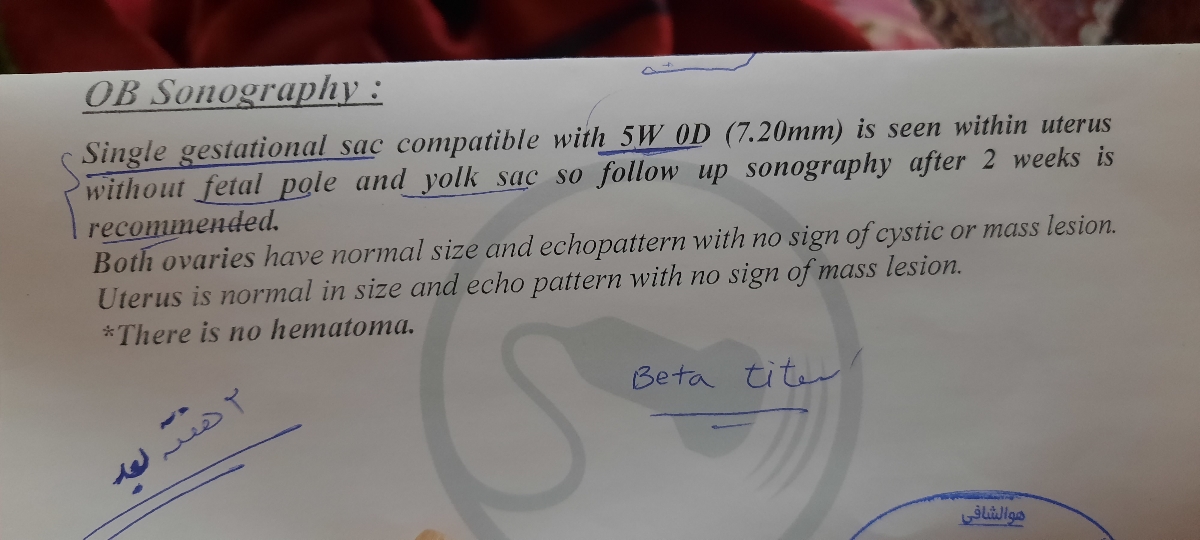 OB Sonography :
Single gestational sac compatible with 5W 0D (7.20mm) is seen within uterus
without fetal pole and yolk sac so follow up sonography after 2 weeks is
recommended.
Both ovaries have normal size and echopattern with no sign of cystic or mass lesion.
Uterus is normal in size and echo pattern with no sign of mass lesion.
*There is no hematoma.
Beta titer
۲ هفته بعد
هوالشافی